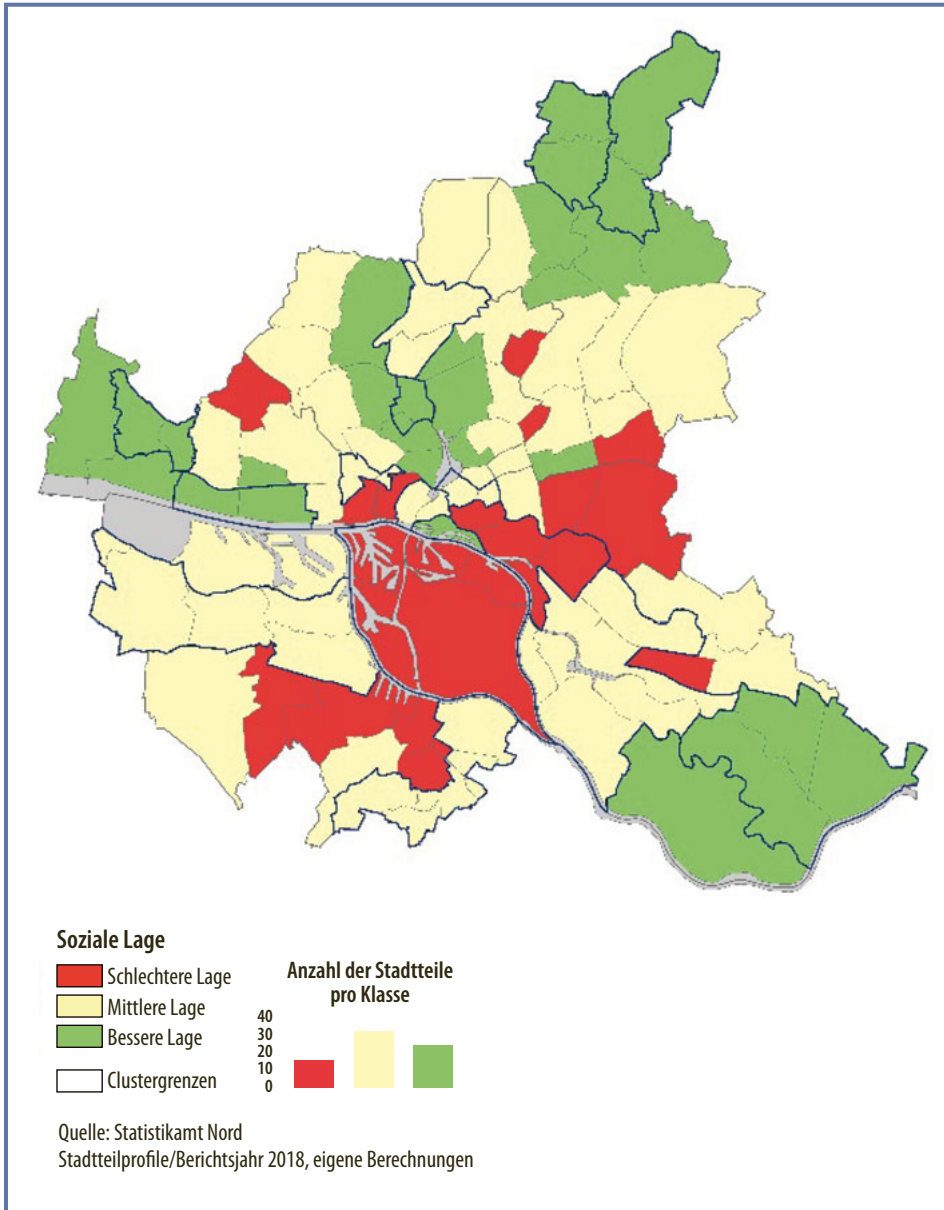 Soziale Lage
Schlechtere Lage
Mittlere Lage
Bessere Lage
Clustergrenzen
Anzahl der Stadtteile
pro Klasse
40
30
20
10
0
Quelle: Statistikamt Nord
Stadtteilprofile/Berichtsjahr 2018, eigene Berechnungen